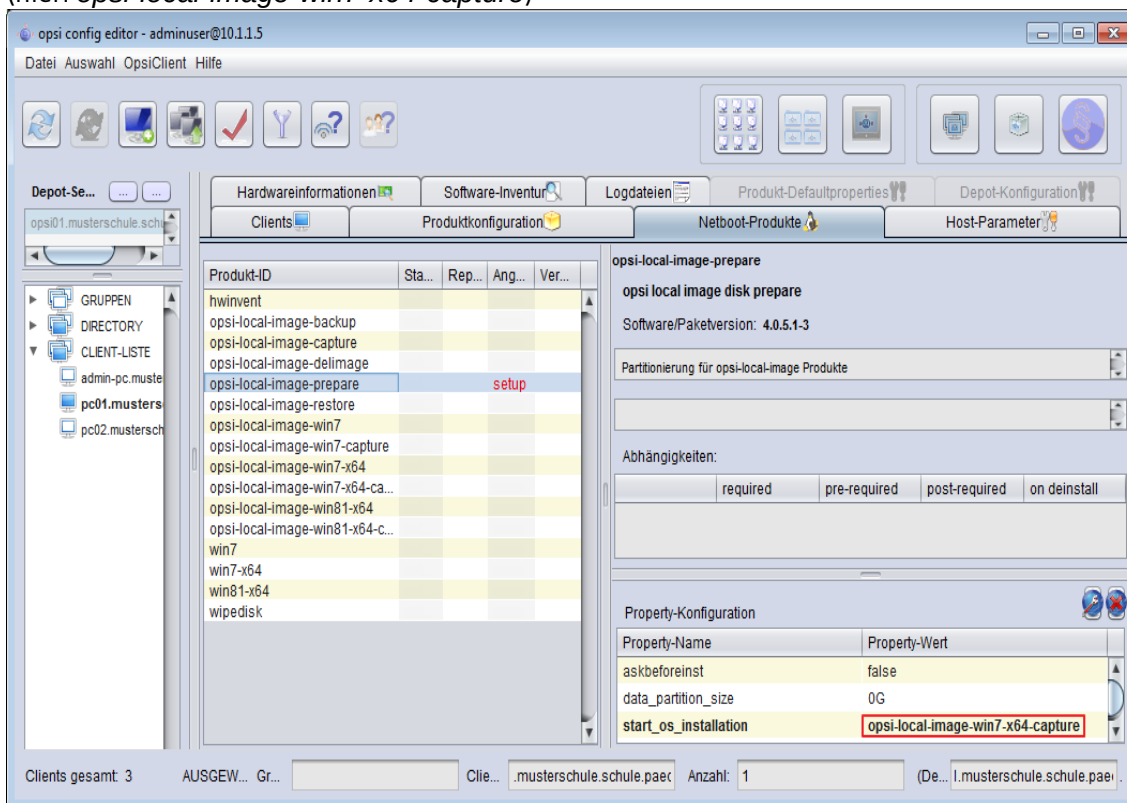 opsi-local-image-win7-x64-capture)
opsi config editor - adminuser@10.1.1.5
Datei Auswahl OpsiClient Hilfe
Depot-Se... ... ...
opsi01.musterschule.schu
GRUPPEN
DIRECTORY
CLIENT-LISTE
admin-pc.muste
pc01.musters
pc02.mustersch
Hardwareinformationen Software-Inventur Logdateien Produkt-Defaultproperties Depot-Konfiguration
Clients Produktkonfiguration Netboot-Produkte Host-Parameter
Produkt-ID Sta... Rep... Ang... Ver...
hwinvent
opsi-local-image-backup
opsi-local-image-capture
opsi-local-image-delimage
opsi-local-image-prepare setup
opsi-local-image-restore
opsi-local-image-win7
opsi-local-image-win7-capture
opsi-local-image-win7-x64
opsi-local-image-win7-x64-ca...
opsi-local-image-win81-x64
opsi-local-image-win81-x64-c...
win7
win7-x64
win81-x64
wipedisk
opsi-local-image-prepare
opsi local image disk prepare
Software/Paketversion: 4.0.5.1-3
Partitionierung für opsi-local-image Produkte
Abhängigkeiten:
required pre-required post-required on deinstall
Property-Konfiguration
Property-Name Property-Wert
askbeforeinst false
data_partition_size 0G
start_os_installation opsi-local-image-win7-x64-capture
Clients gesamt: 3 AUSGEW... Gr... Clie... .musterschule.schule.paec Anzahl: 1 (De... l.musterschule.schule.pae .